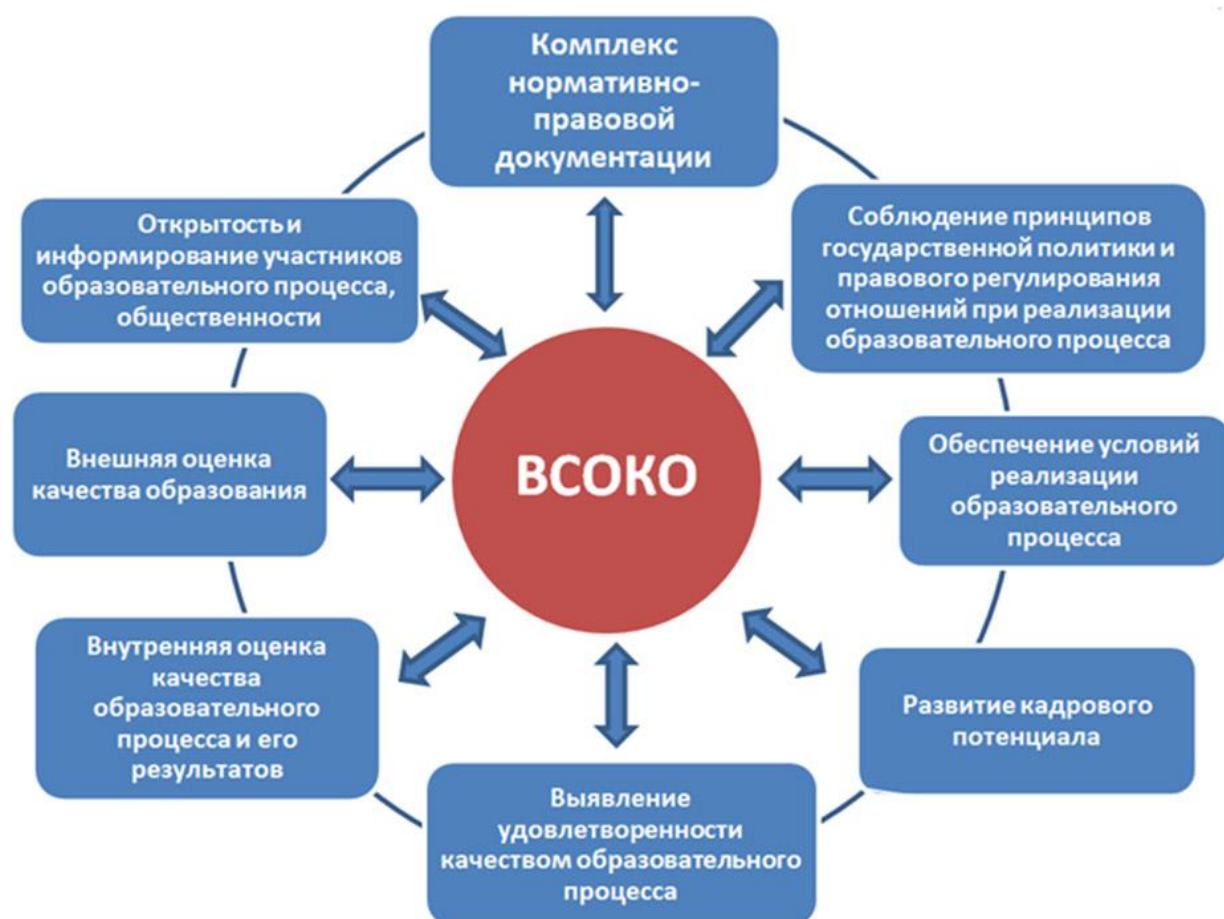 Комплекс
нормативно-
правовой
документации
Открытость и
информирование участников
образовательного процесса,
общественности
Соблюдение принципов
государственной политики и
правового регулирования
отношений при реализации
образовательного процесса
Внешняя оценка
качества образования
ВСОКО
Обеспечение условий
реализации
образовательного
процесса
Внутренняя оценка
качества
образовательного
процесса и его
результатов
Развитие кадрового
потенциала
Выявление
удовлетворенности
качеством образовательного
процесса